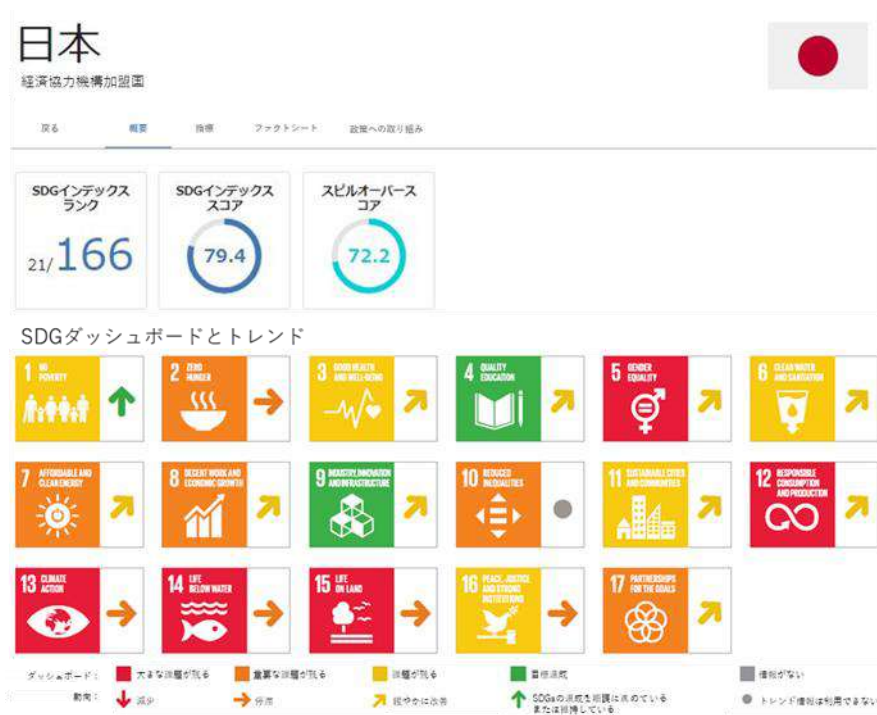 日本
経済協力機構加盟国
戻る 概要 指標 ファクトシート 政策への取り組み
SDGインデックス
ランク
21/166
SDGインデックス
スコア
79.4
スピルオーバース
コア
72.2
SDGダッシュボードとトレンド
1 NO
POVERTY
2 ZERO
HUNGER
3 GOOD HEALTH
AND WELL-BEING
4 QUALITY
EDUCATION
5 GENDER
EQUALITY
6 CLEAN WATER
AND SANITATION
7 AFFORDABLE AND
CLEAN ENERGY
8 DECENT WORK AND
ECONOMIC GROWTH
9 INDUSTRY, INNOVATION
AND INFRASTRUCTURE
10 REDUCED
INEQUALITIES
11 SUSTAINABLE CITIES
AND COMMUNITIES
12 RESPONSIBLE
CONSUMPTION
AND PRODUCTION
13 CLIMATE
ACTION
14 LIFE
BELOW WATER
15 LIFE
ON LAND
16 PEACE, JUSTICE
AND STRONG
INSTITUTIONS
17 PARTNERSHIPS
FOR THE GOALS
ダッシュボード： 大きな課題が残る 重要な課題が残る 課題が残る 目標達成 情報がない
動向： 減少 停滞 緩やかに改善 SDGsの達成を順調に進めている トレンド情報は利用できない
または維持している